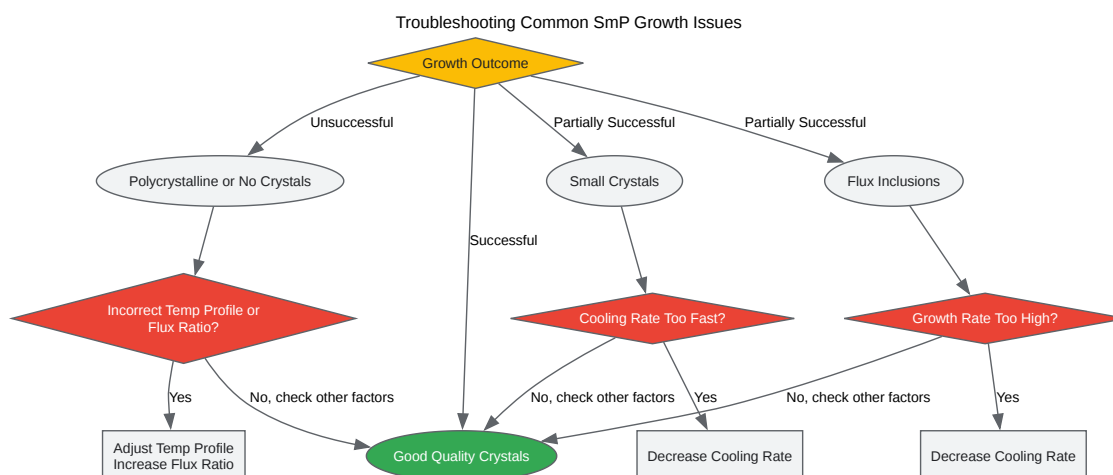 Troubleshooting Common SmP Growth Issues
Growth Outcome
Unsuccessful
Partially Successful
Partially Successful
Polycrystalline or No Crystals
Small Crystals
Flux Inclusions
Successful
Incorrect Temp Profile or
Flux Ratio?
Cooling Rate Too Fast?
Growth Rate Too High?
Yes
No, check other factors
No, check other factors
Yes
No, check other factors
Yes
Adjust Temp Profile
Increase Flux Ratio
Good Quality Crystals
Decrease Cooling Rate
Decrease Cooling Rate